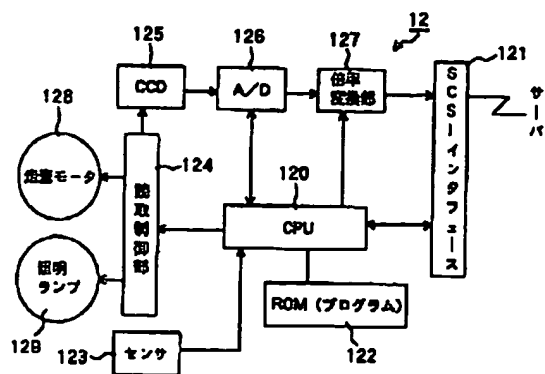 12
125
126
127
121
CCD
A/D
倍率
変換部
SCSIインタフェース
サーバ
128
走査モータ
124
読取制御部
120
CPU
照明
ランプ
129
ROM(プログラム)
122
センサ
123